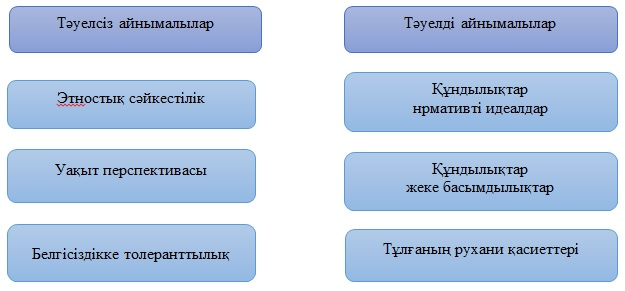 Тәуелсіз айнымалылар
Тәуелді айнымалылар
Этностық сәйкестілік
Құндылықтар
нрмативті идеалдар
Уақыт перспективасы
Құндылықтар
жеке басымдылықтар
Белгісіздікке толеранттылық
Тұлғаның рухани қасиеттері